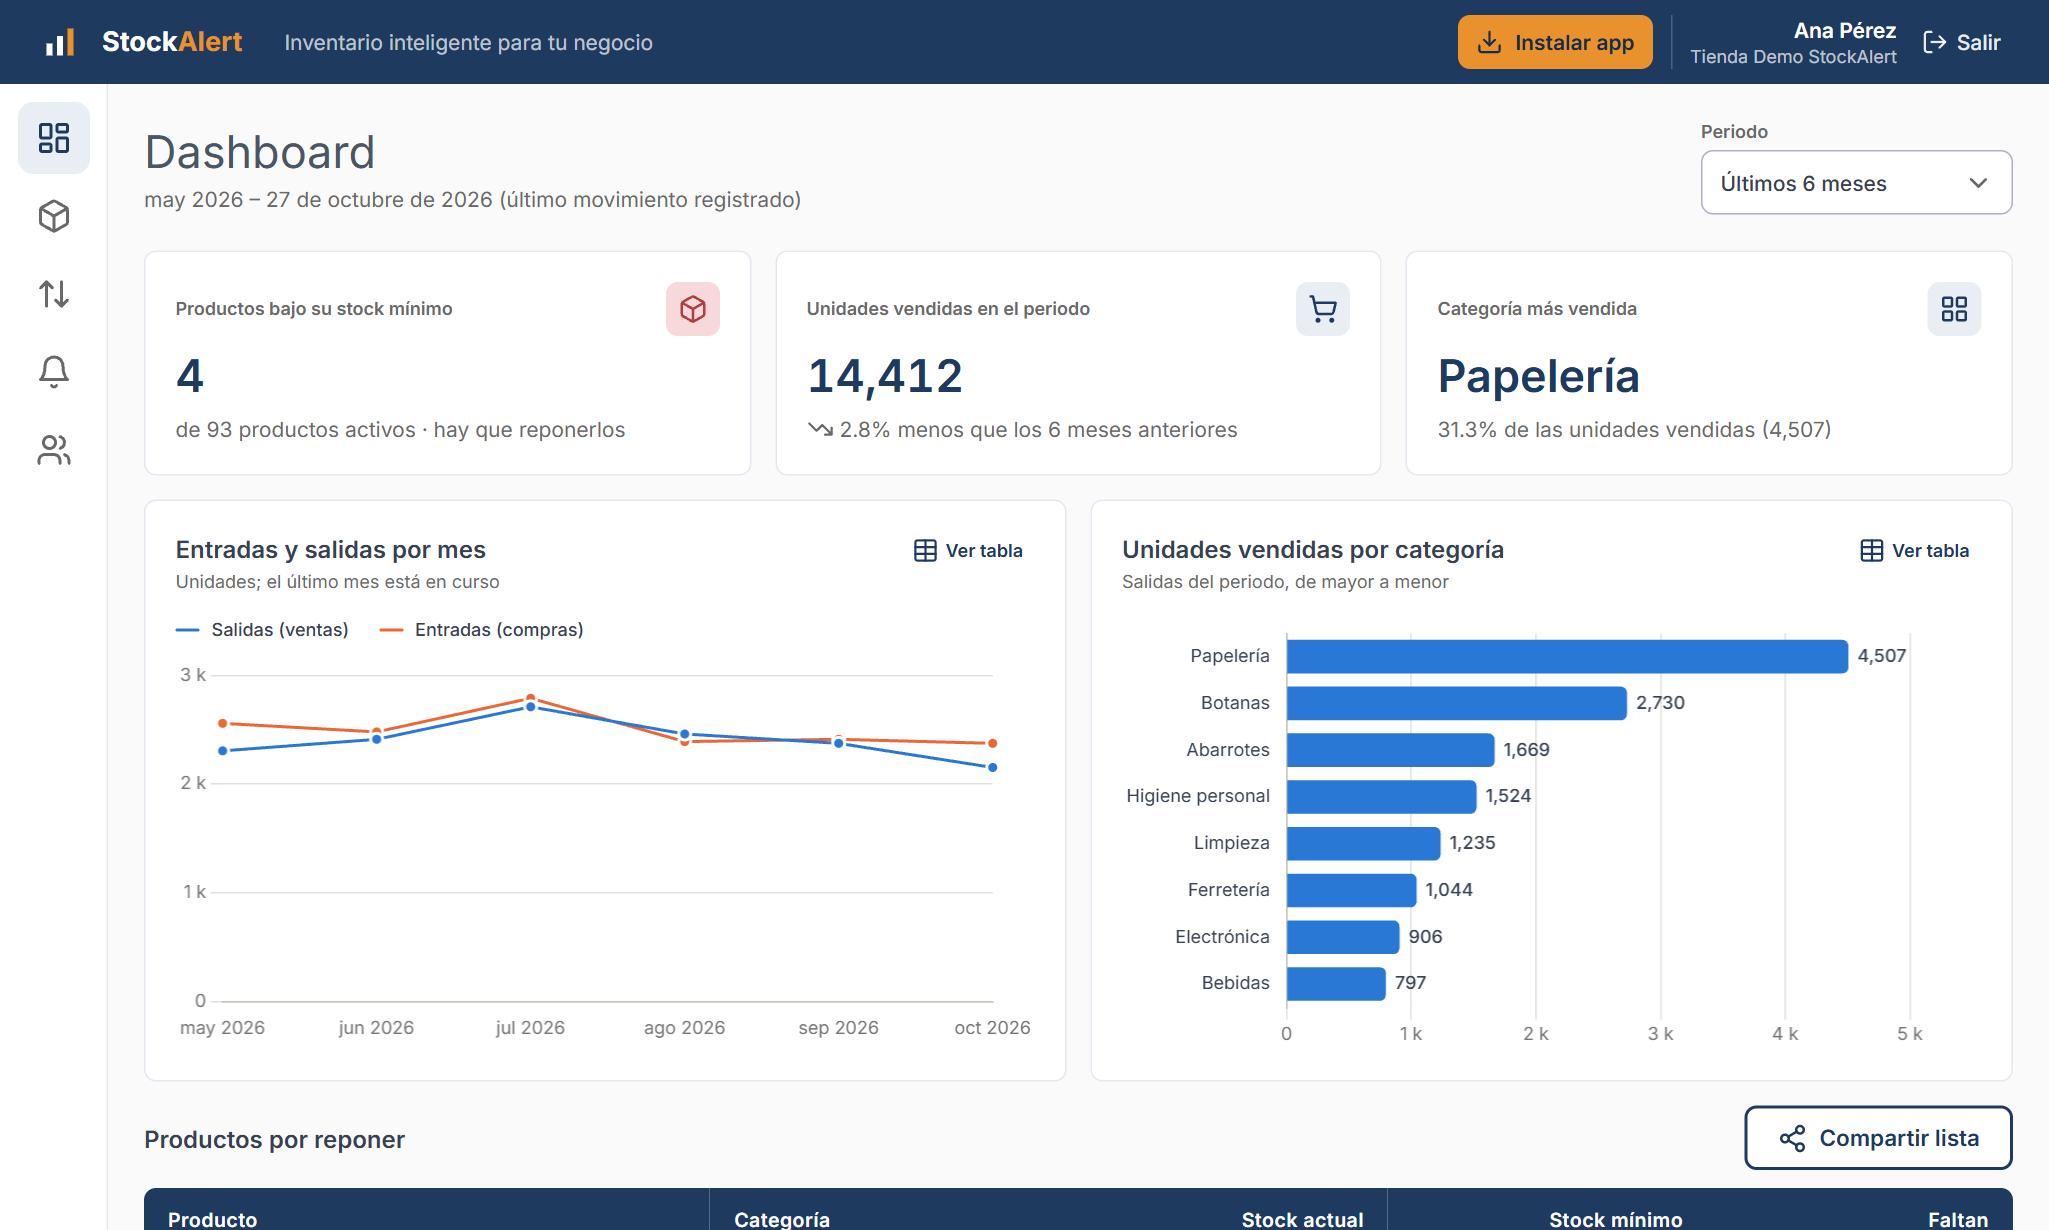 StockAlert
Inventario inteligente para tu negocio
Instalar app
Ana Pérez
Tienda Demo StockAlert
Salir
Dashboard
may 2026 – 27 de octubre de 2026 (último movimiento registrado)
Periodo
Últimos 6 meses
Productos bajo su stock mínimo
4
de 93 productos activos · hay que reponerlos
Unidades vendidas en el periodo
14,412
2.8% menos que los 6 meses anteriores
Categoría más vendida
Papelería
31.3% de las unidades vendidas (4,507)
Entradas y salidas por mes
Ver tabla
Unidades; el último mes está en curso
Salidas (ventas)
Entradas (compras)
3 k
2 k
1 k
0
may 2026
jun 2026
jul 2026
ago 2026
sep 2026
oct 2026
Unidades vendidas por categoría
Ver tabla
Salidas del periodo, de mayor a menor
Papelería 4,507
Botanas 2,730
Abarrotes 1,669
Higiene personal 1,524
Limpieza 1,235
Ferretería 1,044
Electrónica 906
Bebidas 797
0
1 k
2 k
3 k
4 k
5 k
Productos por reponer
Compartir lista
Producto
Categoría
Stock actual
Stock mínimo
Faltan